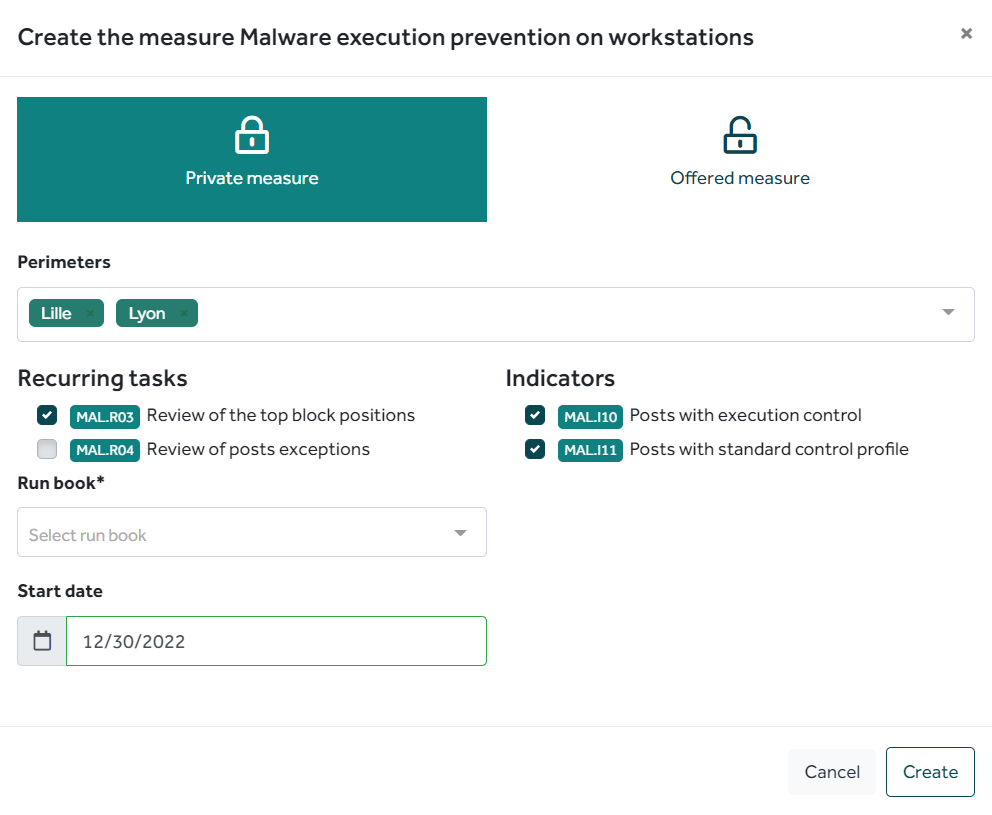 Create the measure Malware execution prevention on workstations ×
Private measure
Offered measure
Perimeters
Lille × Lyon ×
Recurring tasks
MAL.R03 Review of the top block positions
MAL.R04 Review of posts exceptions
Indicators
MAL.I10 Posts with execution control
MAL.I11 Posts with standard control profile
Run book*
Select run book
Start date
12/30/2022
Cancel Create